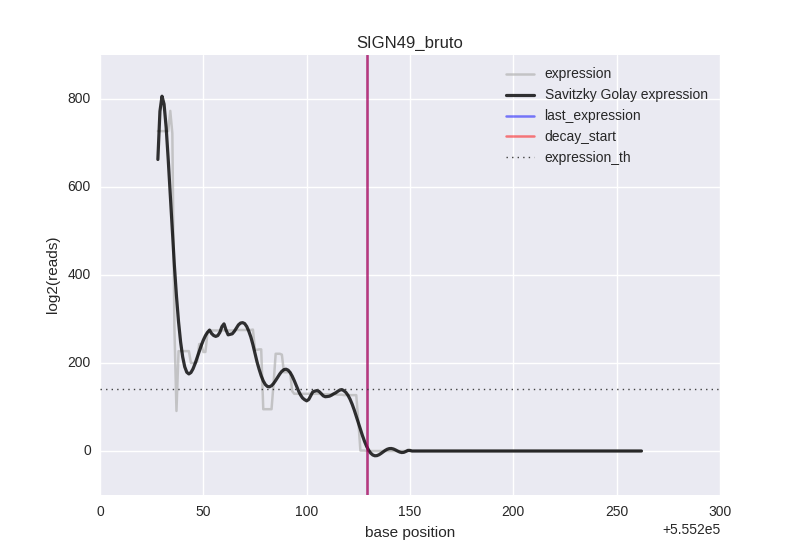 SIGN49_bruto
expression
Savitzky Golay expression
last_expression
decay_start
expression_th
log2(reads)
800
600
400
200
0
0 50 100 150 200 250 300
+5.552e5
base position